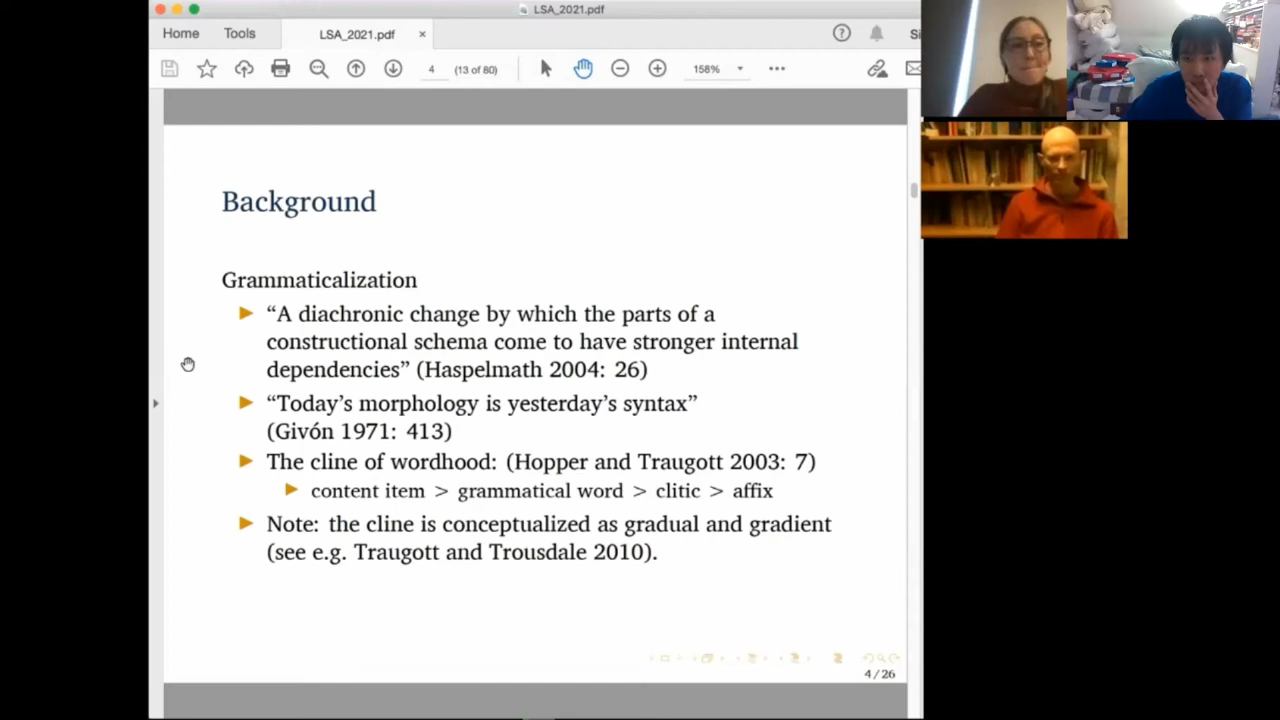 LSA_2021.pdf
Home
Tools
LSA_2021.pdf
×
Si
4
(13 of 80)
158%
Background
Grammaticalization
“A diachronic change by which the parts of a
constructional schema come to have stronger internal
dependencies” (Haspelmath 2004: 26)
“Today’s morphology is yesterday’s syntax”
(Givón 1971: 413)
The cline of wordhood: (Hopper and Traugott 2003: 7)
content item > grammatical word > clitic > affix
Note: the cline is conceptualized as gradual and gradient
(see e.g. Traugott and Trousdale 2010).
4/26